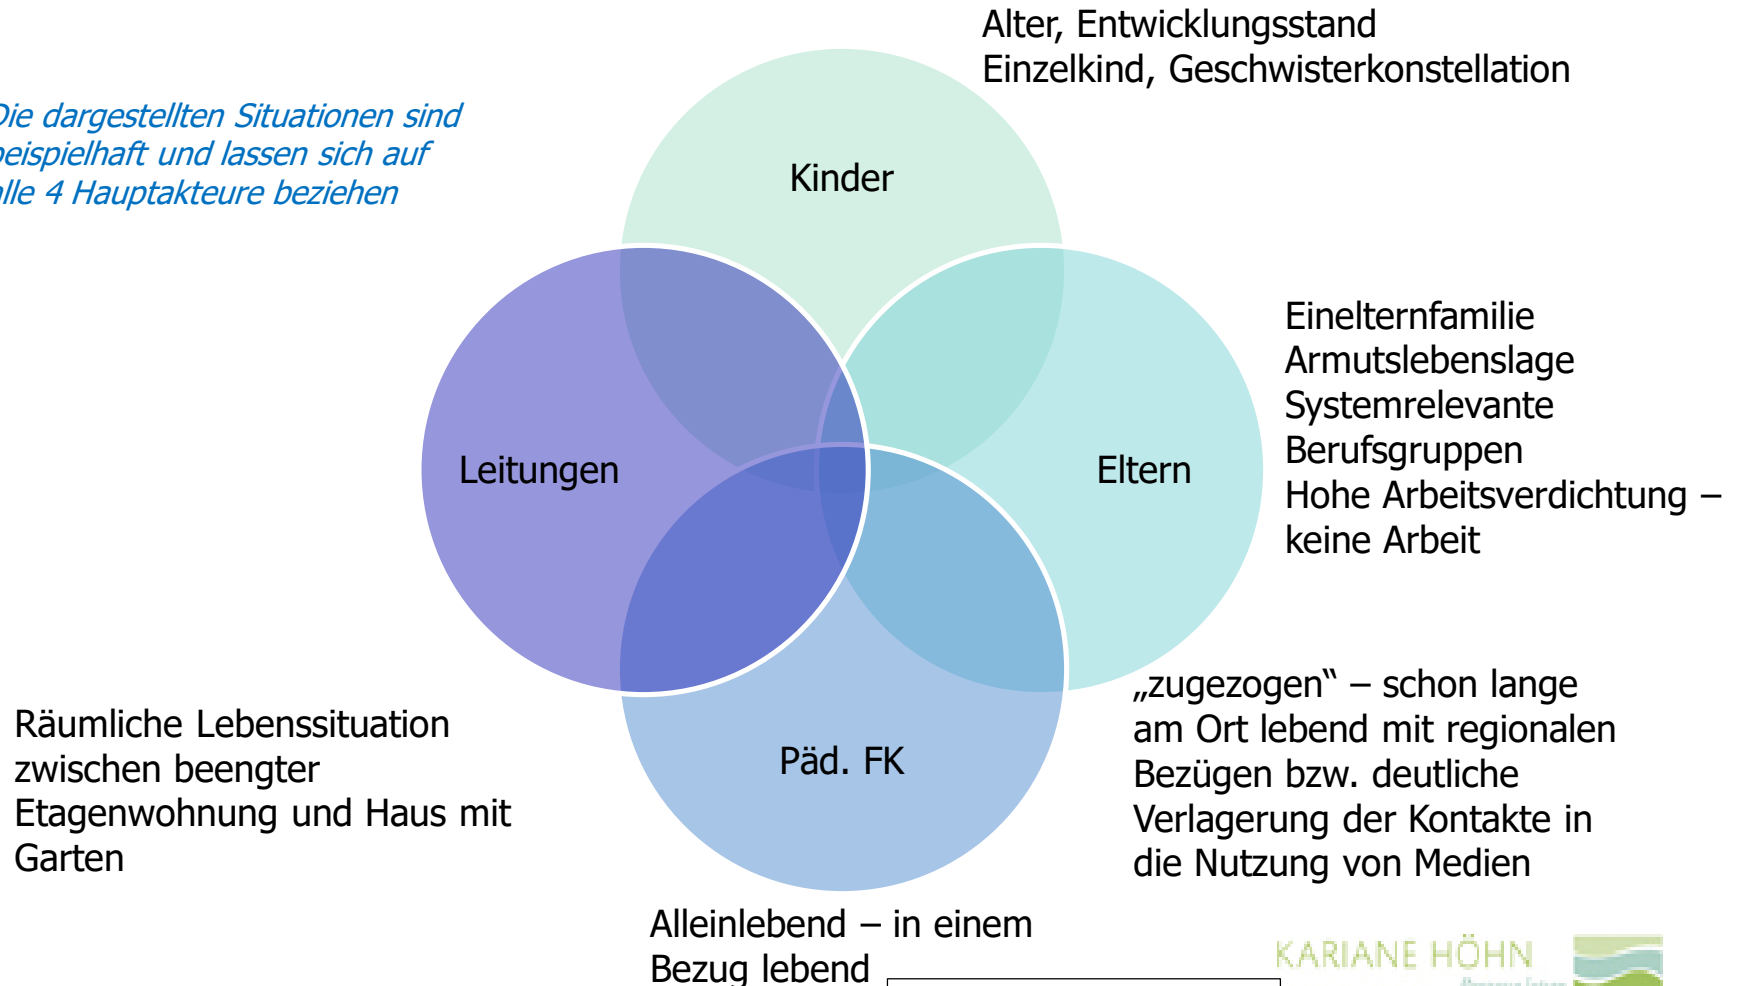 Alter, Entwicklungsstand
Einzelkind, Geschwisterkonstellation
Die dargestellten Situationen sind
beispielhaft und lassen sich auf
alle 4 Hauptakteure beziehen
Kinder
Leitungen
Eltern
Päd. FK
Einelternfamilie
Armutslebenslage
Systemrelevante
Berufsgruppen
Hohe Arbeitsverdichtung –
keine Arbeit
„zugezogen“ – schon lange
am Ort lebend mit regionalen
Bezügen bzw. deutliche
Verlagerung der Kontakte in
die Nutzung von Medien
Räumliche Lebenssituation
zwischen beengter
Etagenwohnung und Haus mit
Garten
Alleinlebend – in einem
Bezug lebend
KARIANE HÖHN